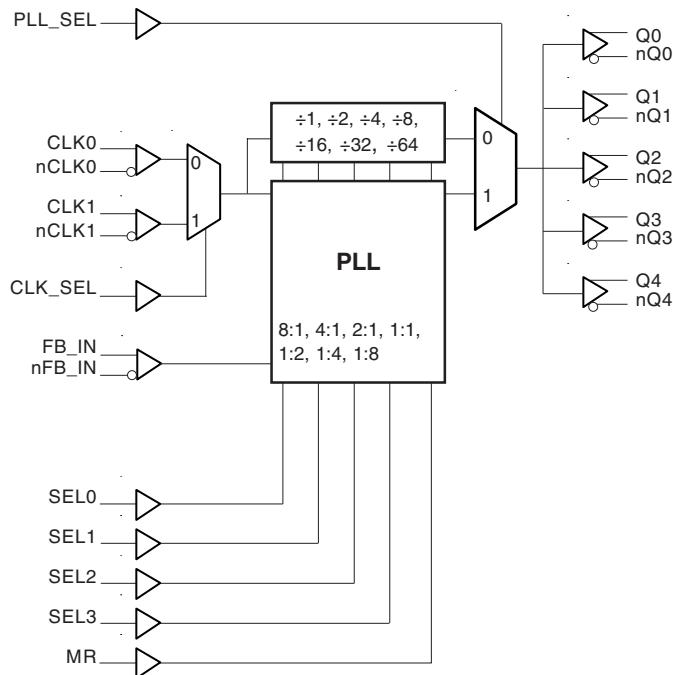 PLL_SEL
Q0
nQ0
÷1, ÷2, ÷4, ÷8,
÷16, ÷32, ÷64
Q1
nQ1
CLK0
nCLK0
0
0
Q2
nQ2
CLK1
nCLK1
1
1
Q3
nQ3
PLL
CLK_SEL
Q4
nQ4
8:1, 4:1, 2:1, 1:1,
1:2, 1:4, 1:8
FB_IN
nFB_IN
SEL0
SEL1
SEL2
SEL3
MR